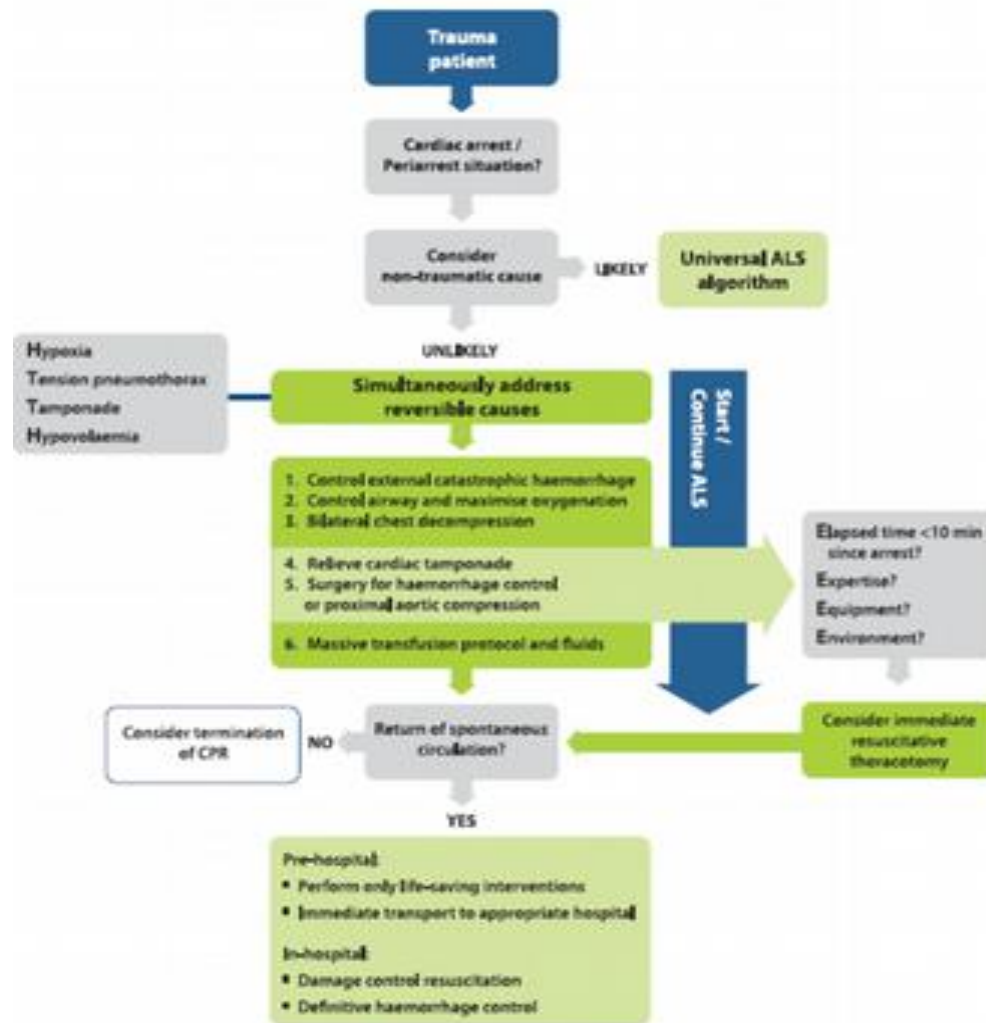 Trauma
patient
Cardiac arrest /
Periarrest situation?
Consider
non-traumatic cause
LIKELY
Universal ALS
algorithm
UNLIKELY
Hypoxia
Tension pneumothorax
Tamponade
Hypovolaemia
Simultaneously address
reversible causes
Start /
Continue ALS
1. Control external catastrophic haemorrhage
2. Control airway and maximise oxygenation
3. Bilateral chest decompression
4. Relieve cardiac tamponade
5. Surgery for haemorrhage control
or proximal aortic compression
6. Massive transfusion protocol and fluids
Elapsed time <10 min
since arrest?
Expertise?
Equipment?
Environment?
Consider immediate
resuscitative
thoracotomy
Return of spontaneous
circulation?
NO
Consider termination
of CPR
YES
Pre-hospital:
▪ Perform only life-saving interventions
▪ Immediate transport to appropriate hospital
In-hospital:
▪ Damage control resuscitation
▪ Definitive haemorrhage control